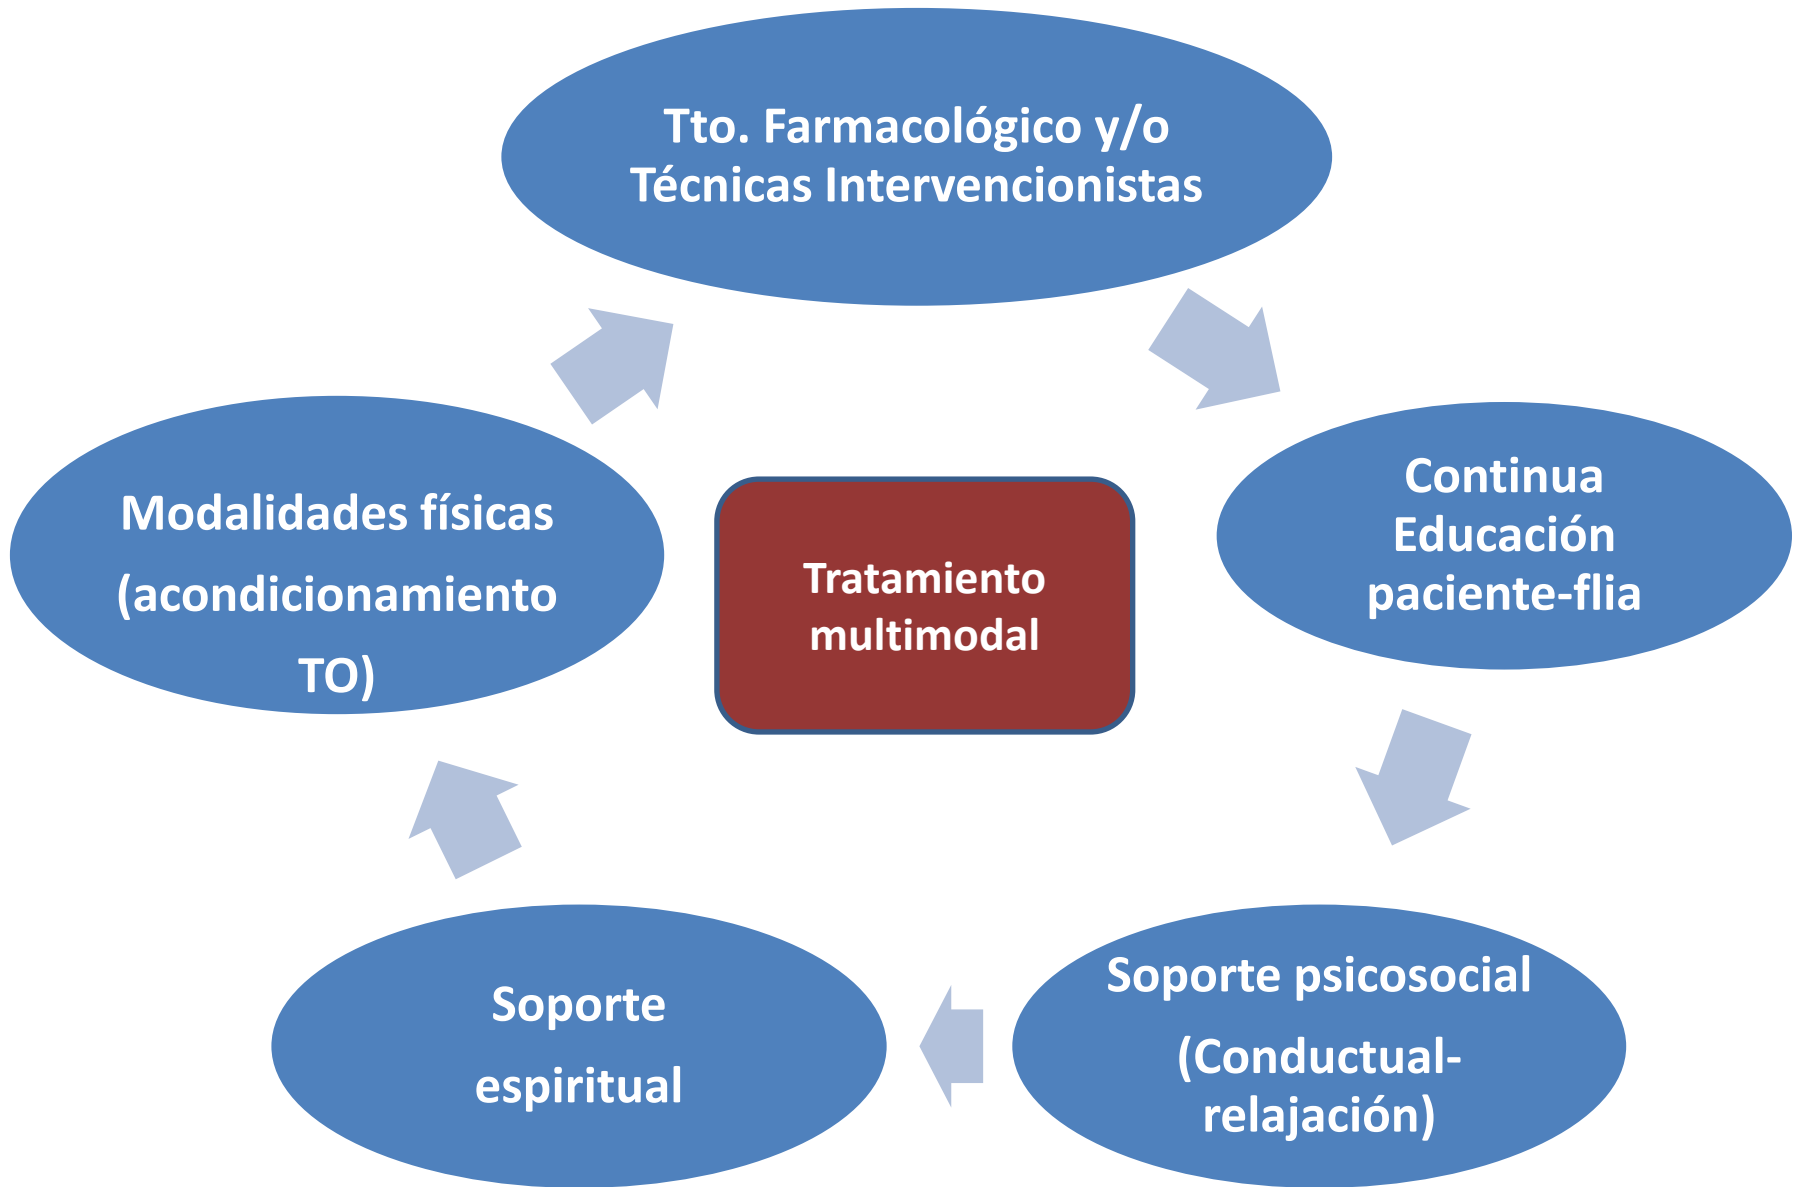 Tto. Farmacológico y/o
Técnicas Intervencionistas
Continua
Educación
paciente-flia
Soporte psicosocial
(Conductual-
relajación)
Soporte
espiritual
Modalidades físicas
(acondicionamiento
TO)
Tratamiento
multimodal